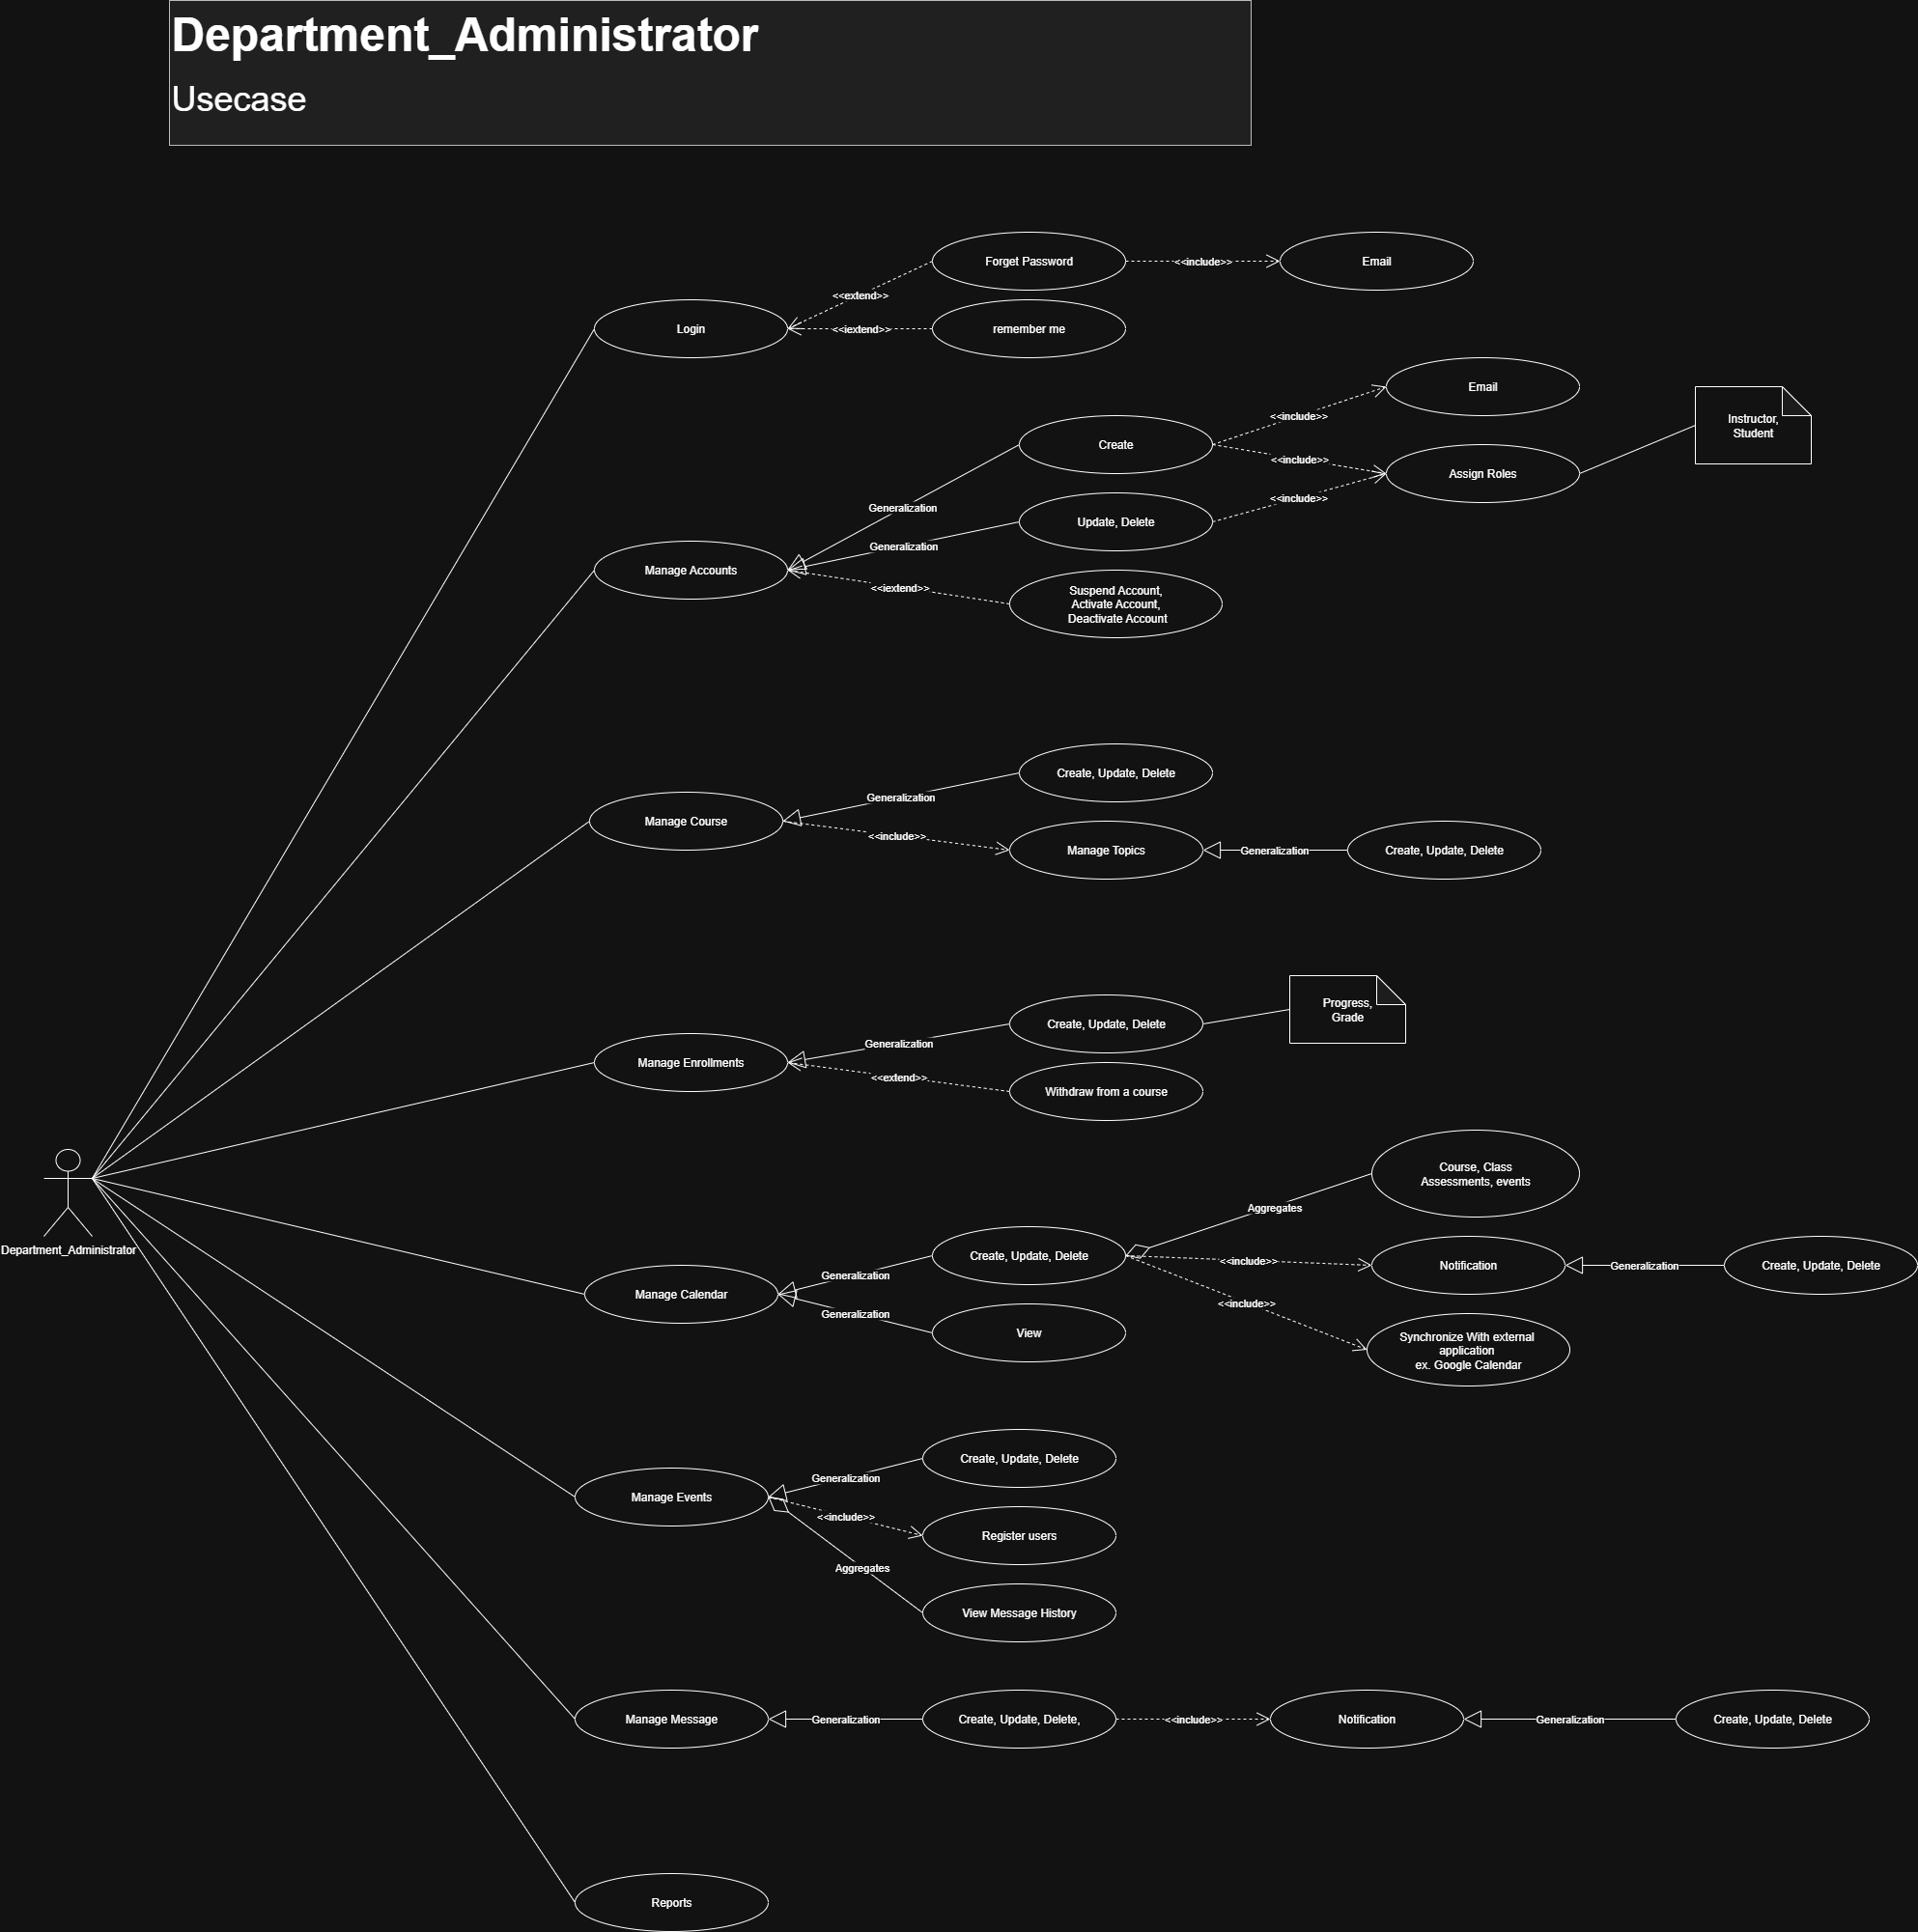 Department_Administrator
Usecase
Forget Password
<<include>>
Email
<<extend>>
Login
<<iextend>>
remember me
Email
<<include>>
Create
Instructor,
Student
<<include>>
Assign Roles
Generalization
<<include>>
Update, Delete
Generalization
Manage Accounts
<<iextend>>
Suspend Account,
Activate Account,
Deactivate Account
Create, Update, Delete
Generalization
Manage Course
<<include>>
Manage Topics
Generalization
Create, Update, Delete
Progress,
Grade
Create, Update, Delete
Generalization
Manage Enrollments
<<extend>>
Withdraw from a course
Course, Class
Assessments, events
Aggregates
Department_Administrator
Create, Update, Delete
<<include>>
Notification
Generalization
Create, Update, Delete
Generalization
Manage Calendar
<<include>>
Generalization
View
Synchronize With external
application
ex. Google Calendar
Create, Update, Delete
Generalization
Manage Events
<<include>>
Register users
Aggregates
View Message History
Manage Message
Generalization
Create, Update, Delete,
<<include>>
Notification
Generalization
Create, Update, Delete
Reports